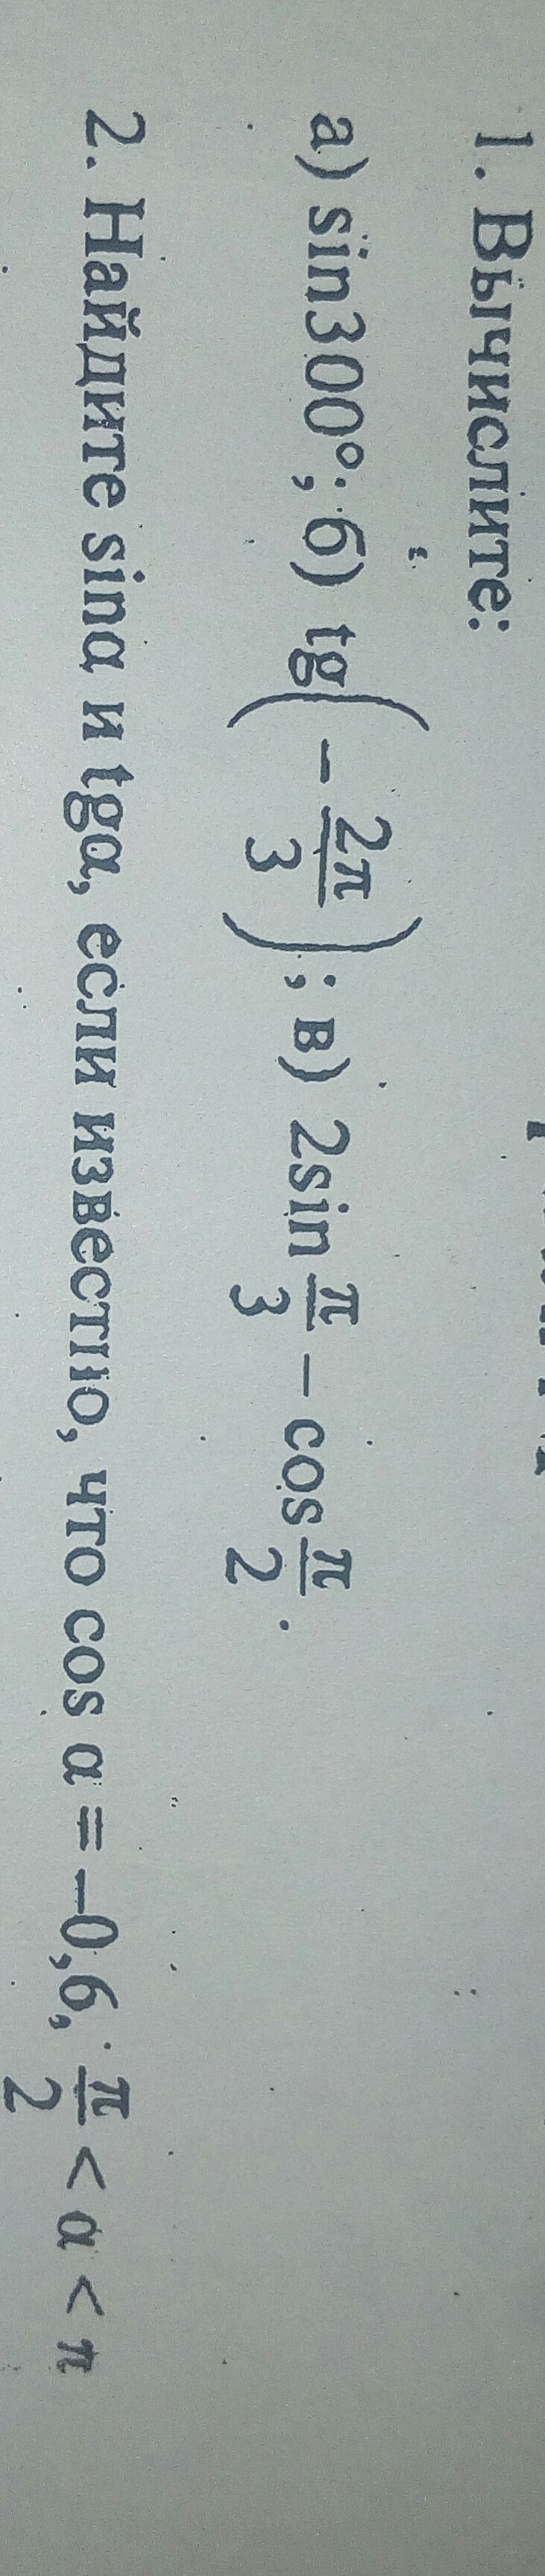 1. Вычислите:
а) sin300°; б) tg(-2π/3); в) 2sin π/3 - cos π/2.
2. Найдите sinα и tgα, если известно, что cos α = -0,6, π/2 < α < π